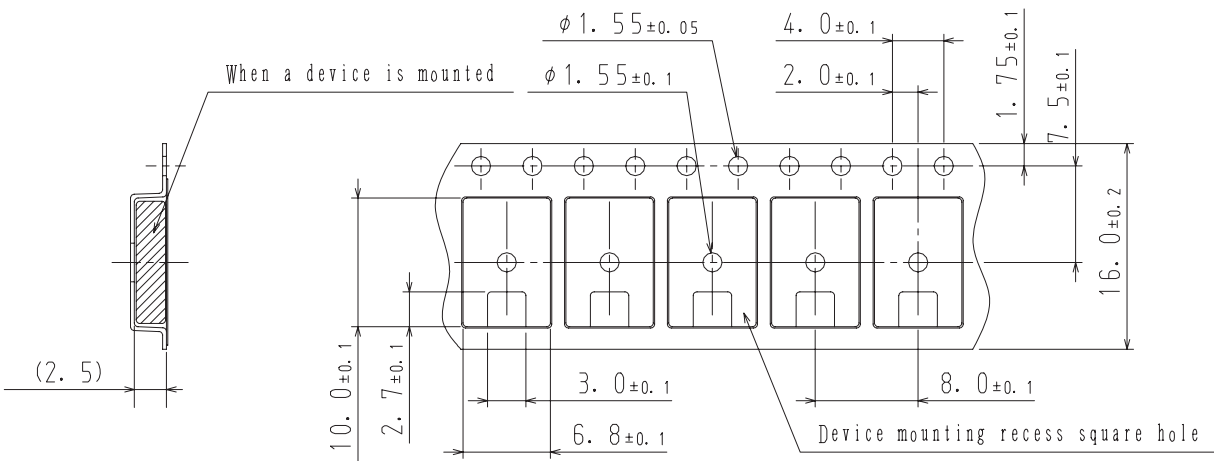 φ1.55±0.05
4.0±0.1
When a device is mounted
φ1.55±0.1
2.0±0.1
1.75±0.1
7.5±0.1
16.0±0.2
(2.5)
10.0±0.1
2.7±0.1
3.0±0.1
8.0±0.1
6.8±0.1
Device mounting recess square hole